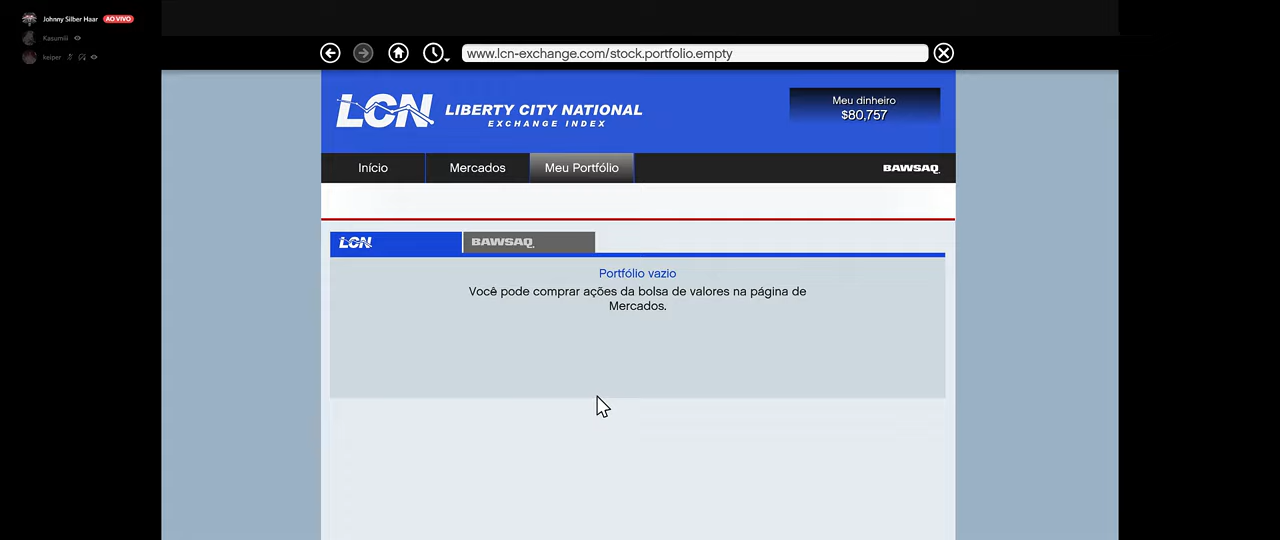 Johnny Silber Haar AO VIVO
Kasumiii
keiper
www.lcn-exchange.com/stock.portfolio.empty
LCN LIBERTY CITY NATIONAL
EXCHANGE INDEX
Meu dinheiro
$80,757
Início Mercados Meu Portfólio BAWSAQ
LCN BAWSAQ
Portfólio vazio
Você pode comprar ações da bolsa de valores na página de
Mercados.